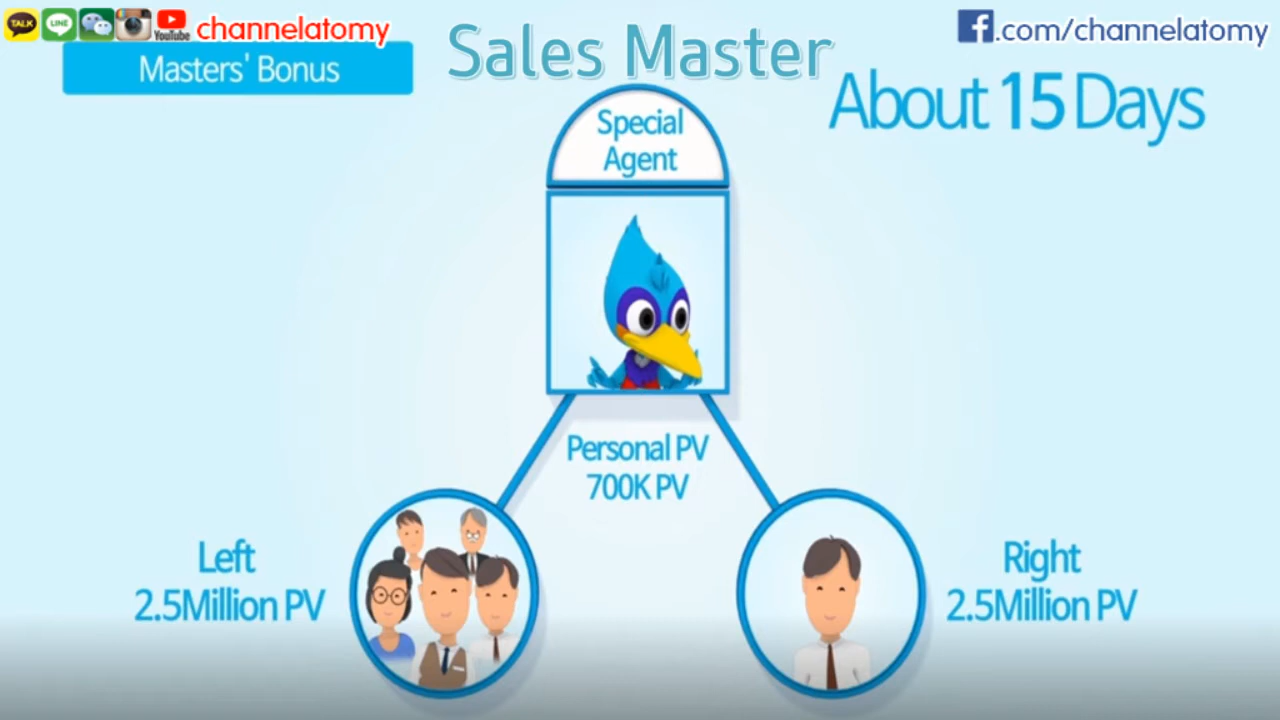 TALK
LINE
YouTube
channelatomy
.com/channelatomy
Masters' Bonus
Sales Master
About 15 Days
Special
Agent
Personal PV
700K PV
Left
2.5Million PV
Right
2.5Million PV